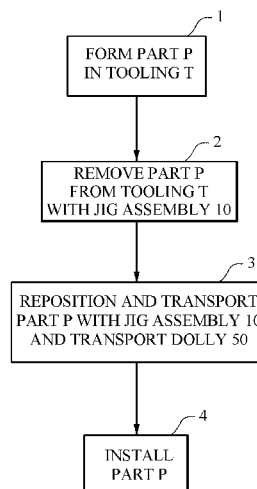 1
FORM PART P
IN TOOLING T
2
REMOVE PART P
FROM TOOLING T
WITH JIG ASSEMBLY 10
3
REPOSITION AND TRANSPORT
PART P WITH JIG ASSEMBLY 10
AND TRANSPORT DOLLY 50
4
INSTALL
PART P